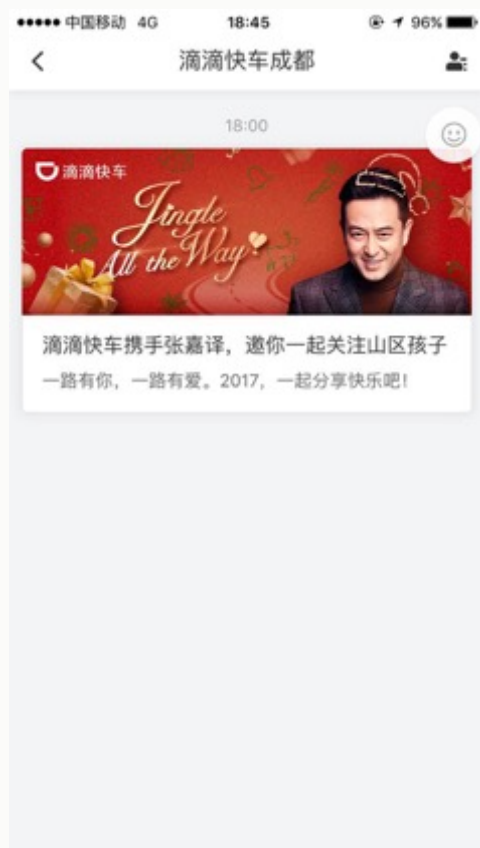 中国移动 4G 18:45 96%
滴滴快车成都
18:00
滴滴快车
Jingle
All the Way
滴滴快车携手张嘉译，邀你一起关注山区孩子
一路有你，一路有爱。2017，一起分享快乐吧！